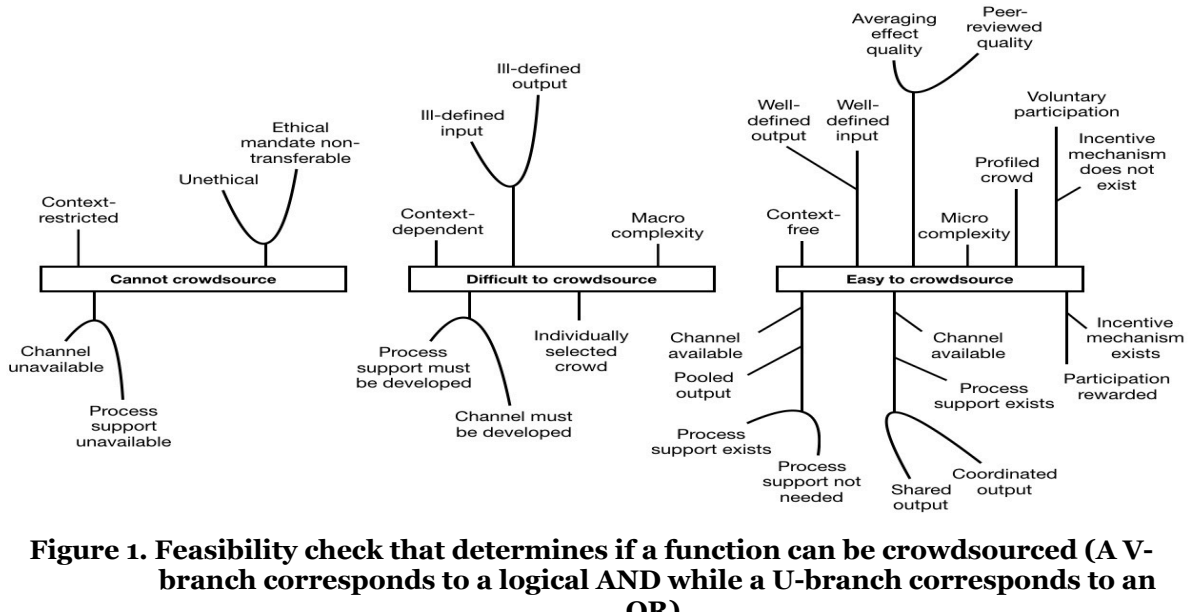 Averaging
effect
quality
Peer-
reviewed
quality
Ill-defined
output
Ill-defined
input
Well-
defined
output
Well-
defined
input
Voluntary
participation
Ethical
mandate non-
transferable
Unethical
Incentive
mechanism
does not
exist
Profiled
crowd
Context-
restricted
Context-
dependent
Macro
complexity
Context-
free
Micro
complexity
Cannot crowdsource
Difficult to crowdsource
Easy to crowdsource
Channel
unavailable
Process
support
unavailable
Process
support must
be developed
Channel must
be developed
Individually
selected
crowd
Channel
available
Pooled
output
Process
support exists
Process
support not
needed
Channel
available
Process
support exists
Shared
output
Coordinated
output
Incentive
mechanism
exists
Participation
rewarded
Figure 1. Feasibility check that determines if a function can be crowdsourced (A V-
branch corresponds to a logical AND while a U-branch corresponds to an
OR)